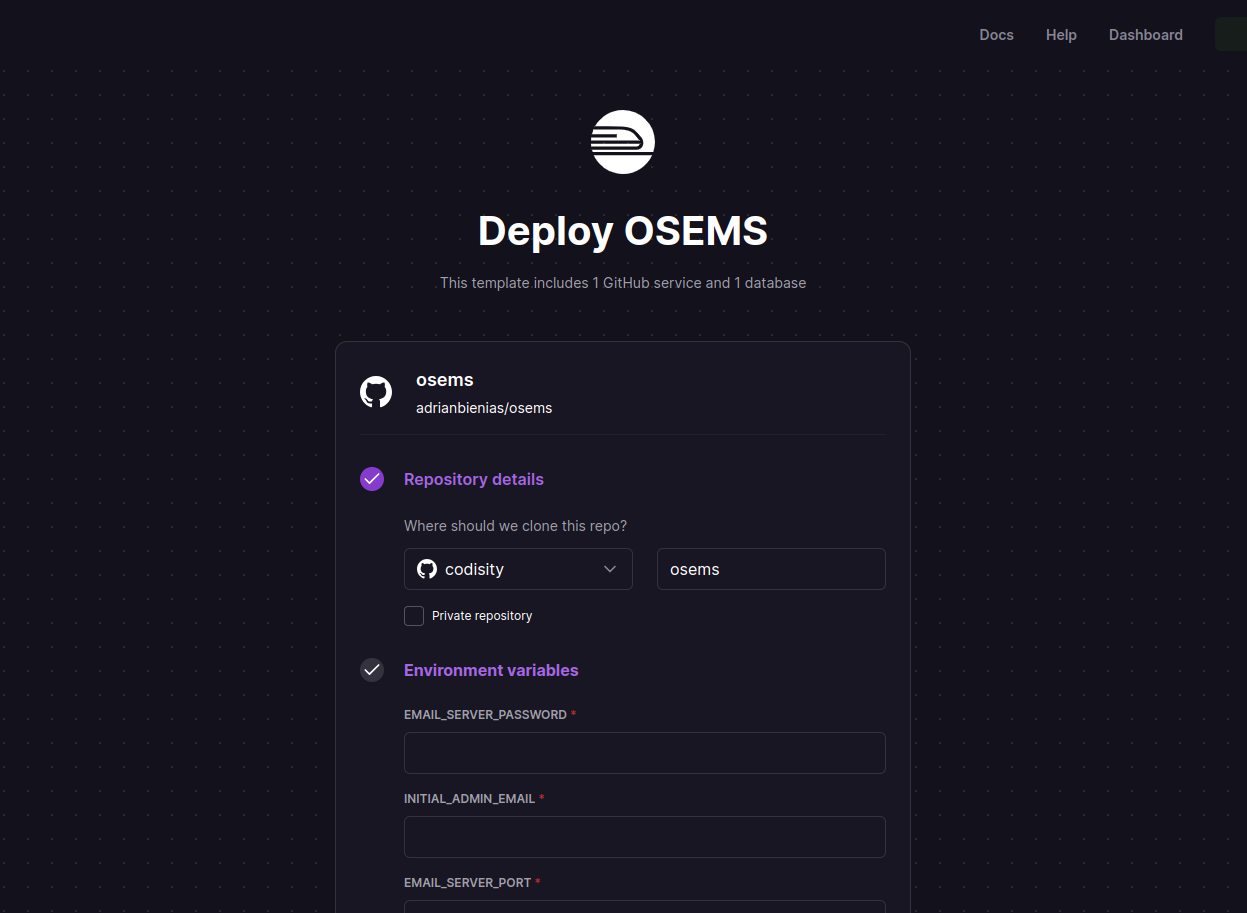 Docs Help Dashboard
Deploy OSEMS
This template includes 1 GitHub service and 1 database
osems
adrianbienias/osems
Repository details
Where should we clone this repo?
codisity osems
Private repository
Environment variables
EMAIL_SERVER_PASSWORD *
INITIAL_ADMIN_EMAIL *
EMAIL_SERVER_PORT *